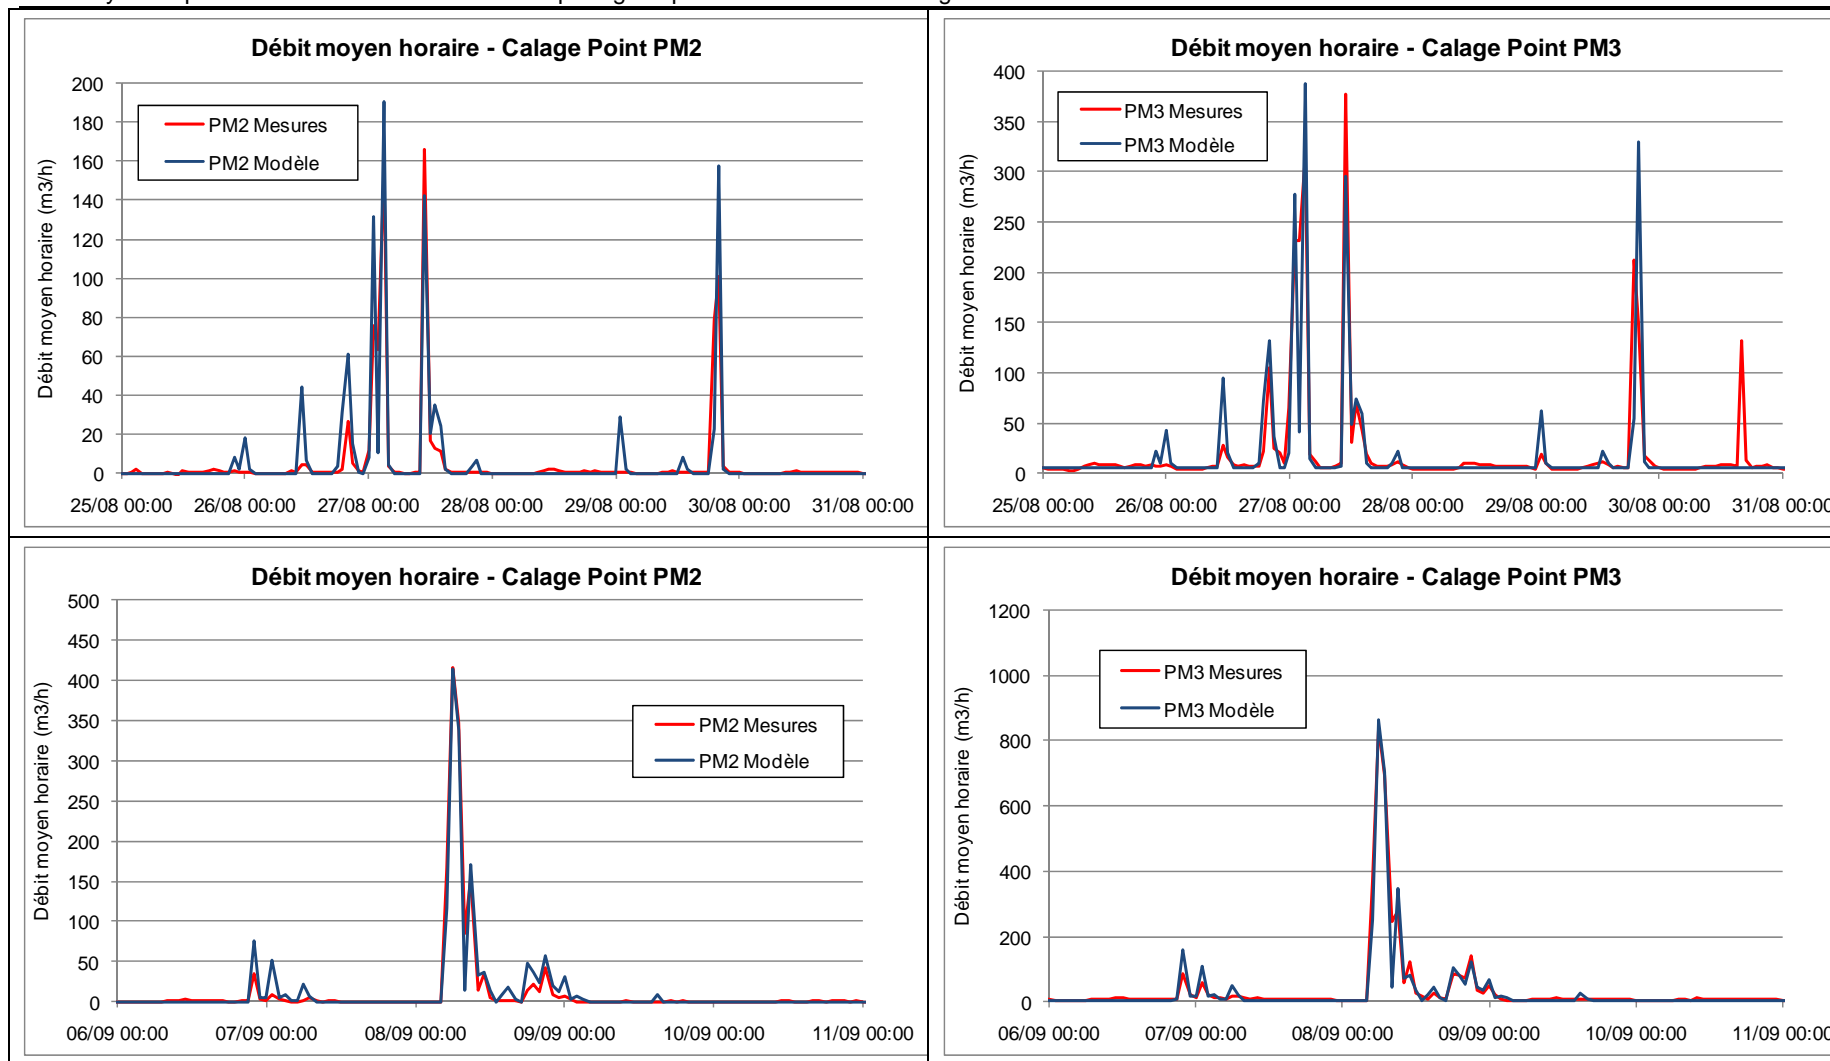 Débit moyen horaire - Calage Point PM2
200
180
160
140
120
100
80
60
40
20
0
Débit moyen horaire (m3/h)
PM2 Mesures
PM2 Modèle
25/08 00:00 26/08 00:00 27/08 00:00 28/08 00:00 29/08 00:00 30/08 00:00 31/08 00:00
Débit moyen horaire - Calage Point PM3
400
350
300
250
200
150
100
50
0
Débit moyen horaire (m3/h)
PM3 Mesures
PM3 Modèle
25/08 00:00 26/08 00:00 27/08 00:00 28/08 00:00 29/08 00:00 30/08 00:00 31/08 00:00
Débit moyen horaire - Calage Point PM2
500
450
400
350
300
250
200
150
100
50
0
Débit moyen horaire (m3/h)
PM2 Mesures
PM2 Modèle
06/09 00:00 07/09 00:00 08/09 00:00 09/09 00:00 10/09 00:00 11/09 00:00
Débit moyen horaire - Calage Point PM3
1200
1000
800
600
400
200
0
Débit moyen horaire (m3/h)
PM3 Mesures
PM3 Modèle
06/09 00:00 07/09 00:00 08/09 00:00 09/09 00:00 10/09 00:00 11/09 00:00